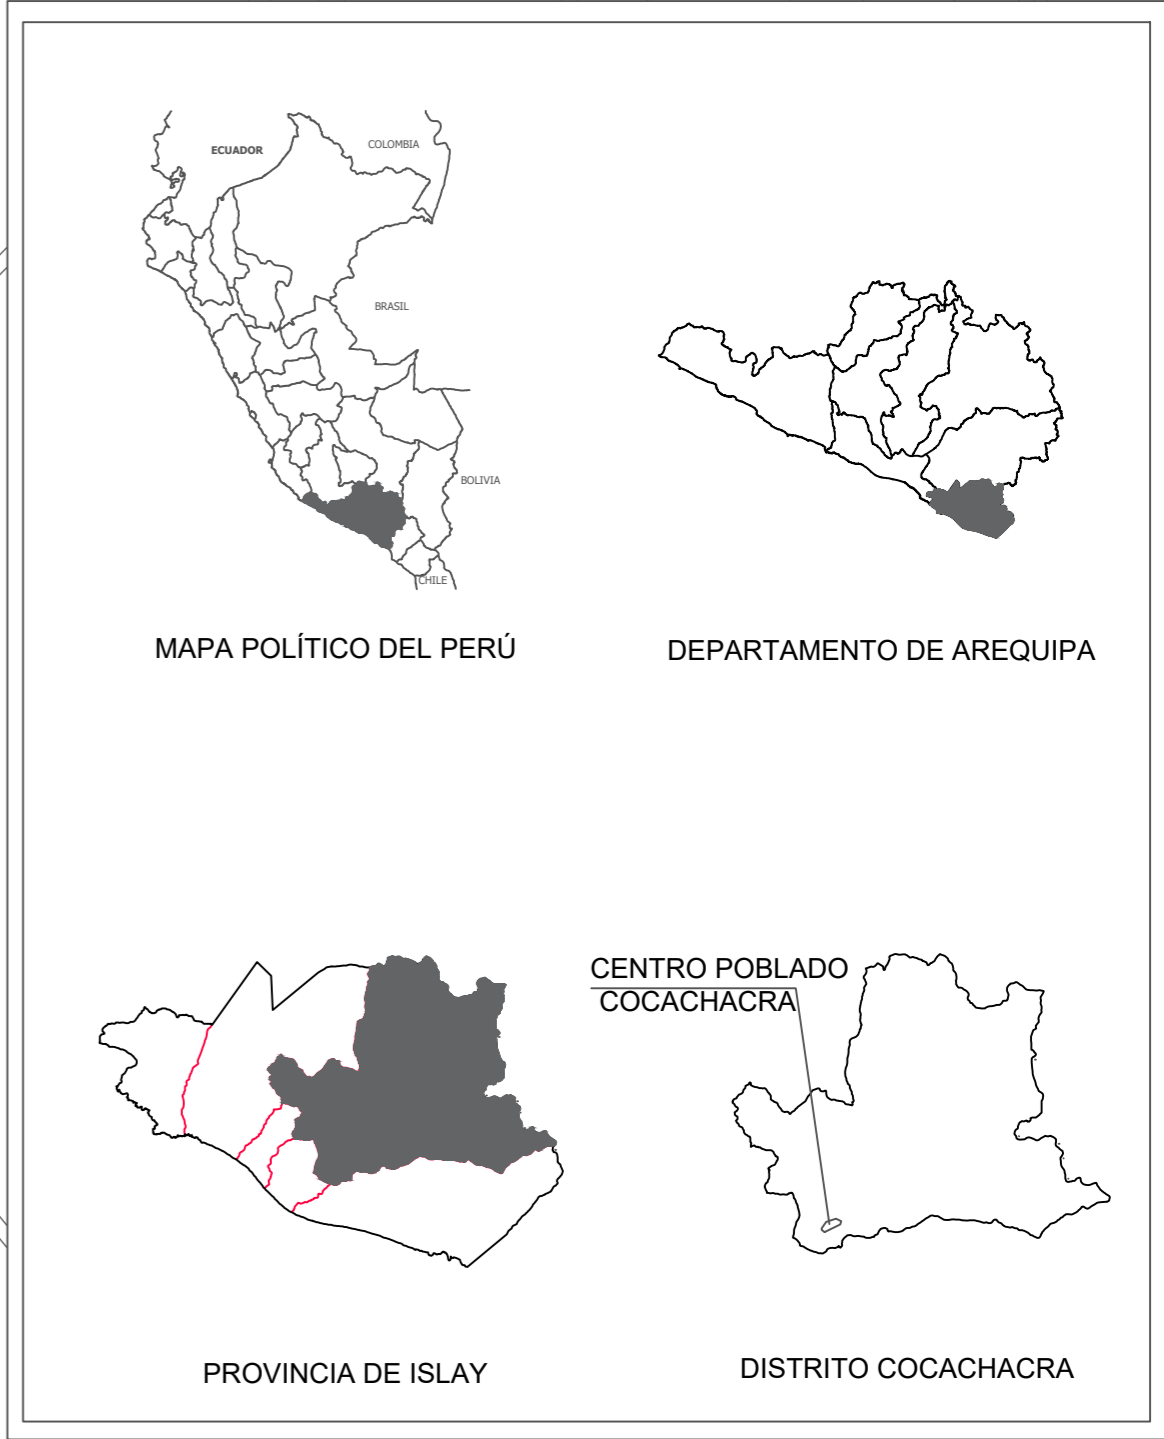 ECUADOR
COLOMBIA
BRASIL
BOLIVIA
CHILE
MAPA POLÍTICO DEL PERÚ
DEPARTAMENTO DE AREQUIPA
CENTRO POBLADO
COCACHACRA
PROVINCIA DE ISLAY
DISTRITO COCACHACRA